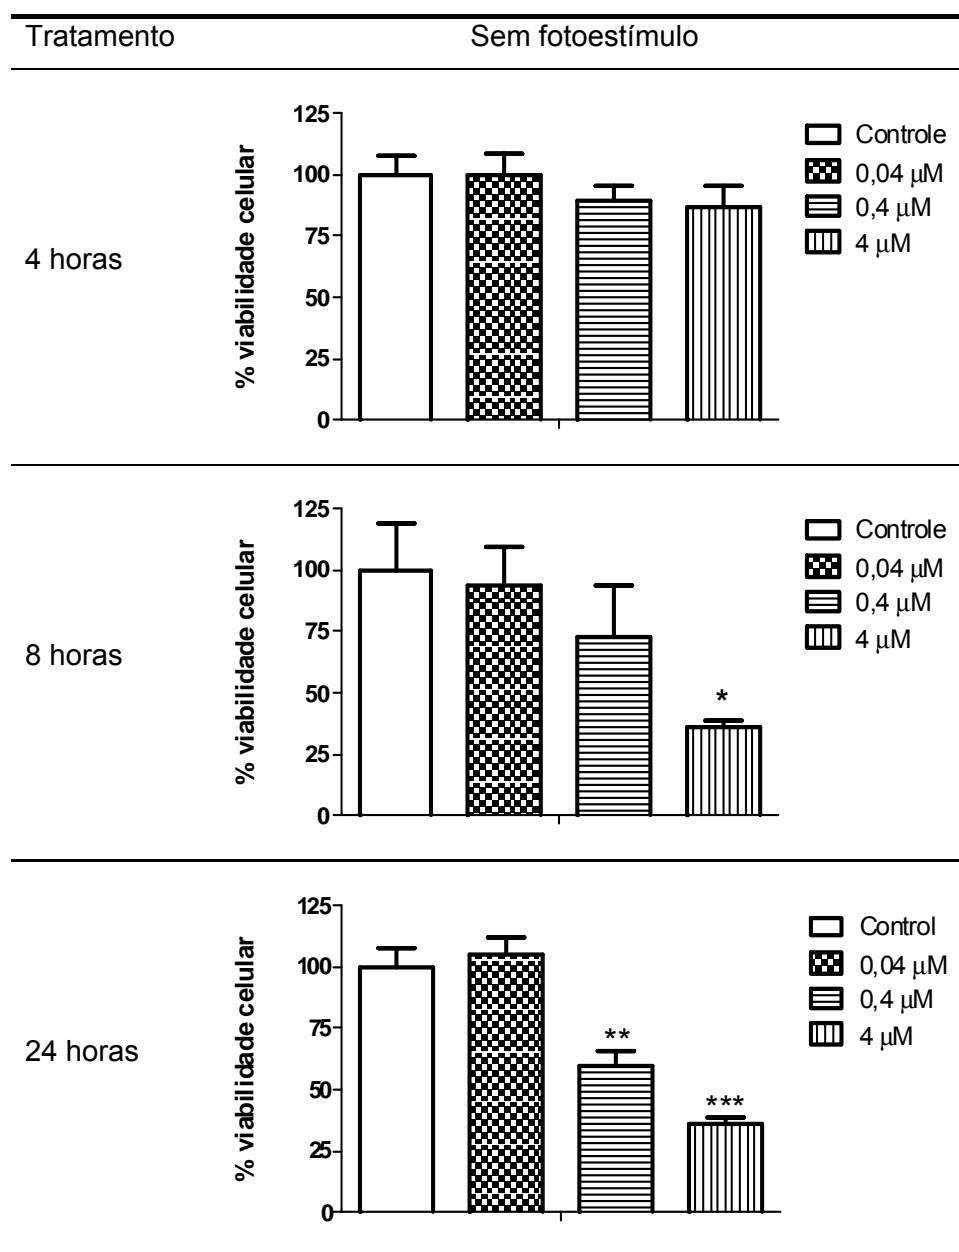 Tratamento Sem fotoestímulo
4 horas
% viabilidade celular
125
100
75
50
25
0
Controle
0,04 μM
0,4 μM
4 μM
8 horas
% viabilidade celular
125
100
75
50
25
0
*
Controle
0,04 μM
0,4 μM
4 μM
24 horas
% viabilidade celular
125
100
75
50
25
0
**
***
Control
0,04 μM
0,4 μM
4 μM